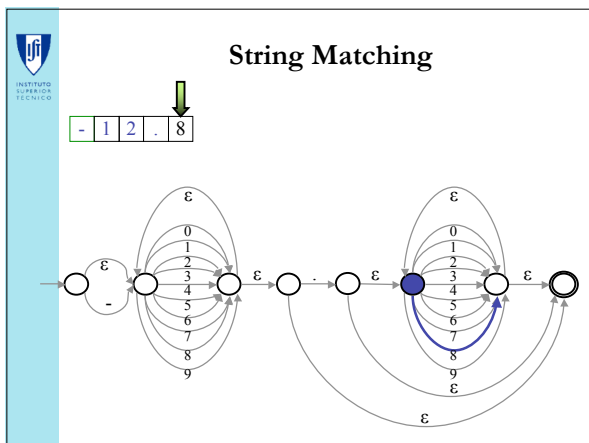 String Matching
INSTITUTO
SUPERIOR
TECNICO
- 1 2 . 8
ε ε
0 0
1 1
ε 2 2
3 ε . ε 3 ε
4 4
- 5 5
6 6
7 7
8 8
9 9
ε
ε